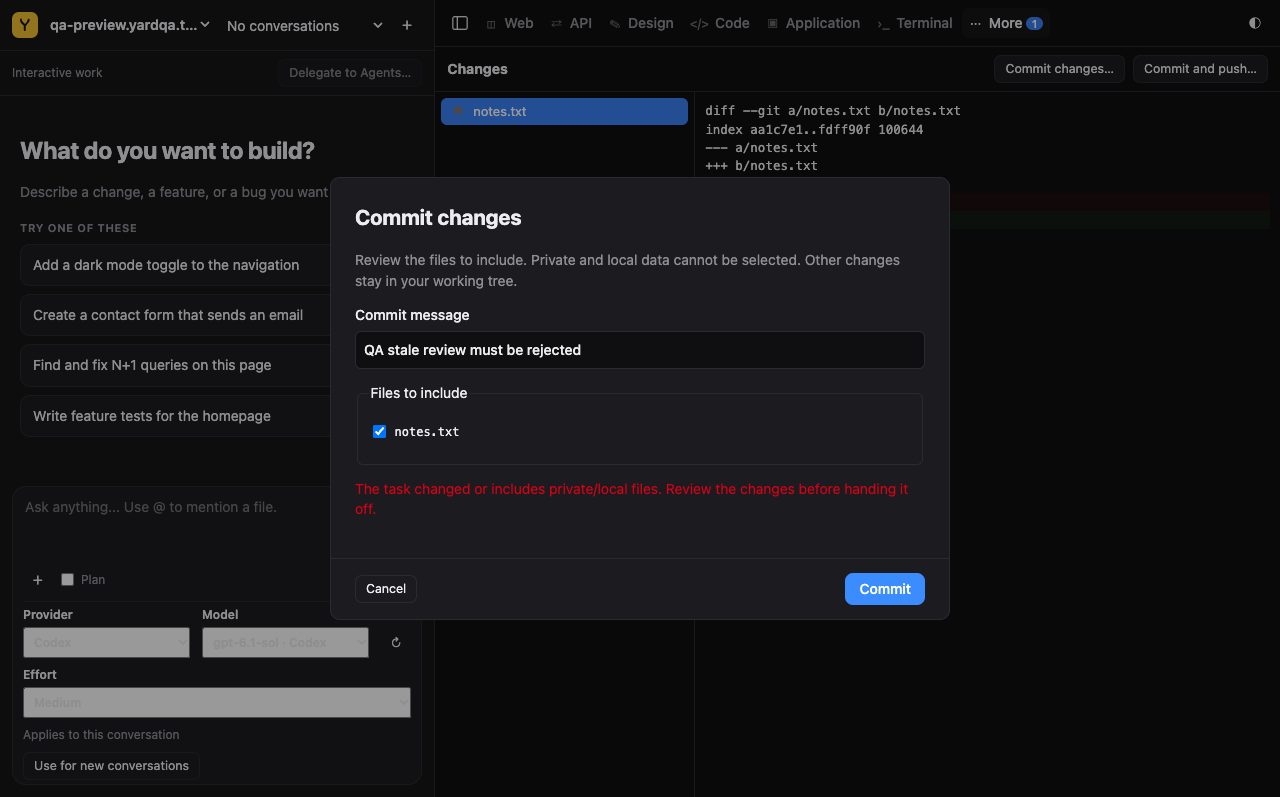 Y qa-preview.yardqa.t... No conversations +
Web API Design </> Code Application >_ Terminal ... More 1
Interactive work Delegate to Agents...
Changes Commit changes... Commit and push...
notes.txt
diff --git a/notes.txt b/notes.txt
index aa1c7e1..fdff90f 100644
--- a/notes.txt
+++ b/notes.txt
What do you want to build?
Describe a change, a feature, or a bug you want
TRY ONE OF THESE
Add a dark mode toggle to the navigation
Create a contact form that sends an email
Find and fix N+1 queries on this page
Write feature tests for the homepage
Commit changes
Review the files to include. Private and local data cannot be selected. Other changes
stay in your working tree.
Commit message
QA stale review must be rejected
Files to include
notes.txt
The task changed or includes private/local files. Review the changes before handing it
off.
Cancel Commit
Ask anything... Use @ to mention a file.
+ Plan
Provider Model
Codex gpt-6.1-sol · Codex
Effort
Medium
Applies to this conversation
Use for new conversations